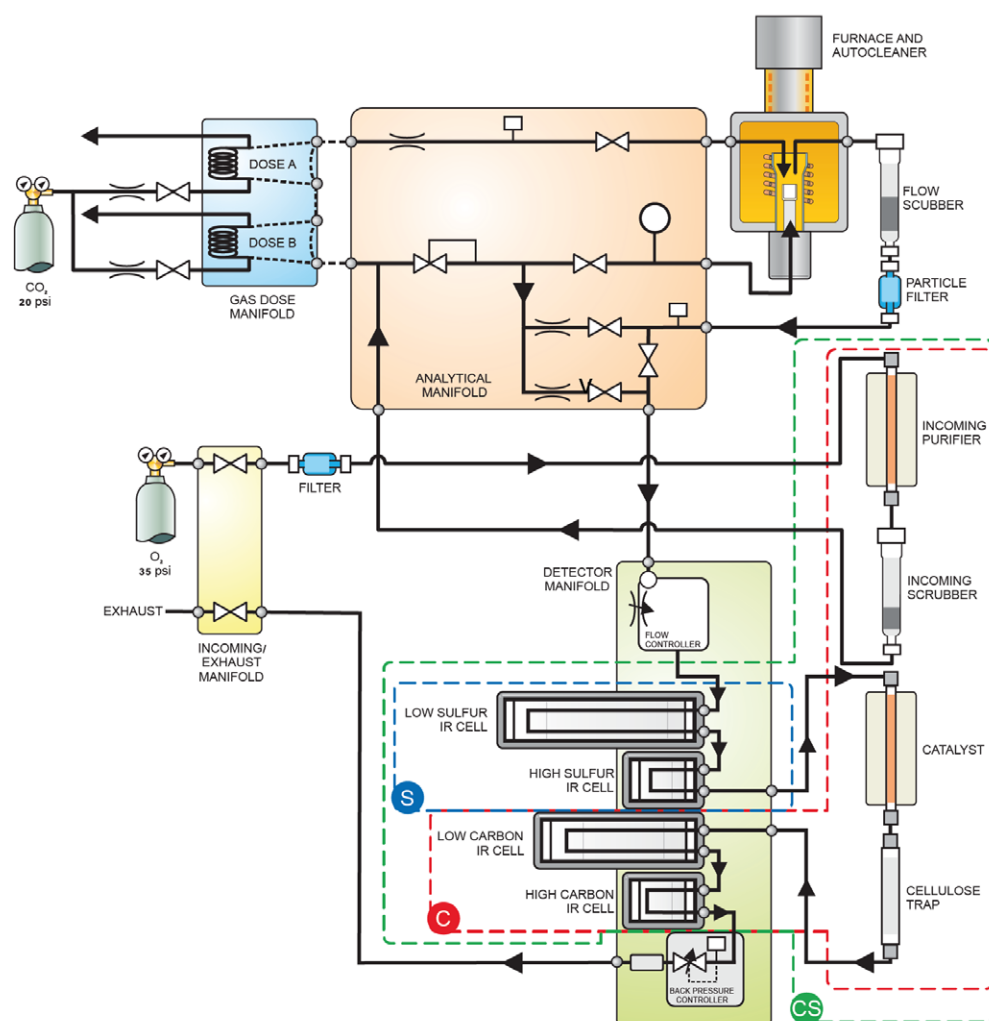 FURNACE AND
AUTOCLEANER
DOSE A
DOSE B
CO₂
20 psi
GAS DOSE
MANIFOLD
FLOW
SCUBBER
PARTICLE
FILTER
ANALYTICAL
MANIFOLD
V
INCOMING
PURIFIER
FILTER
O₂
35 psi
DETECTOR
MANIFOLD
INCOMING
SCRUBBER
EXHAUST
FLOW
CONTROLLER
INCOMING/
EXHAUST
MANIFOLD
LOW SULFUR
IR CELL
CATALYST
HIGH SULFUR
IR CELL
S
LOW CARBON
IR CELL
HIGH CARBON
IR CELL
CELLULOSE
TRAP
C
BACK PRESSURE
CONTROLLER
CS